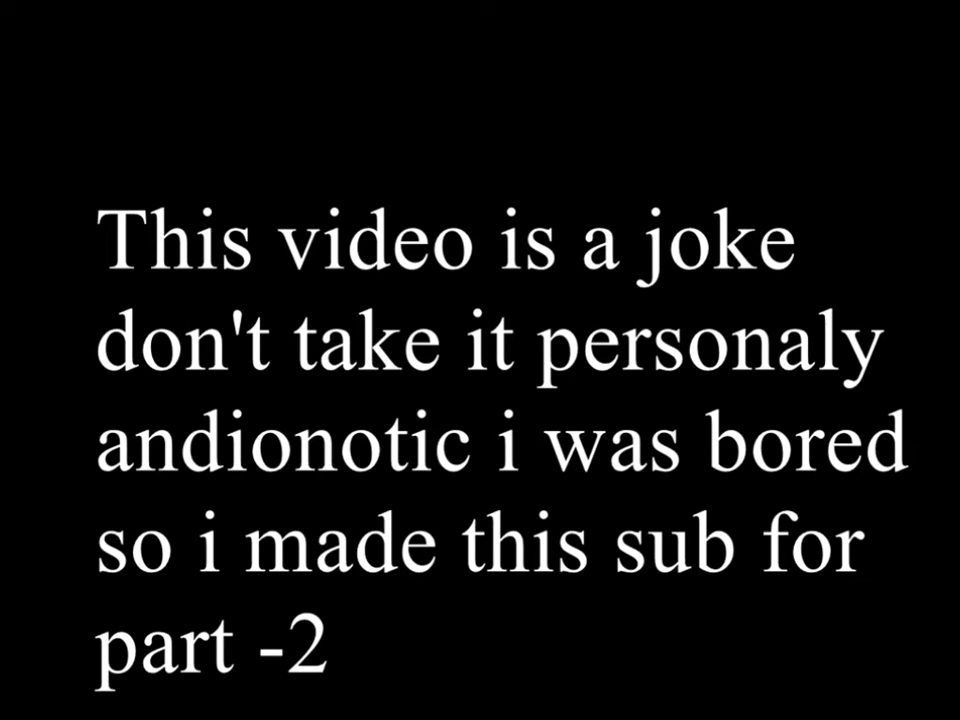 This video is a joke
don't take it personaly
andionotic i was bored
so i made this sub for
part -2